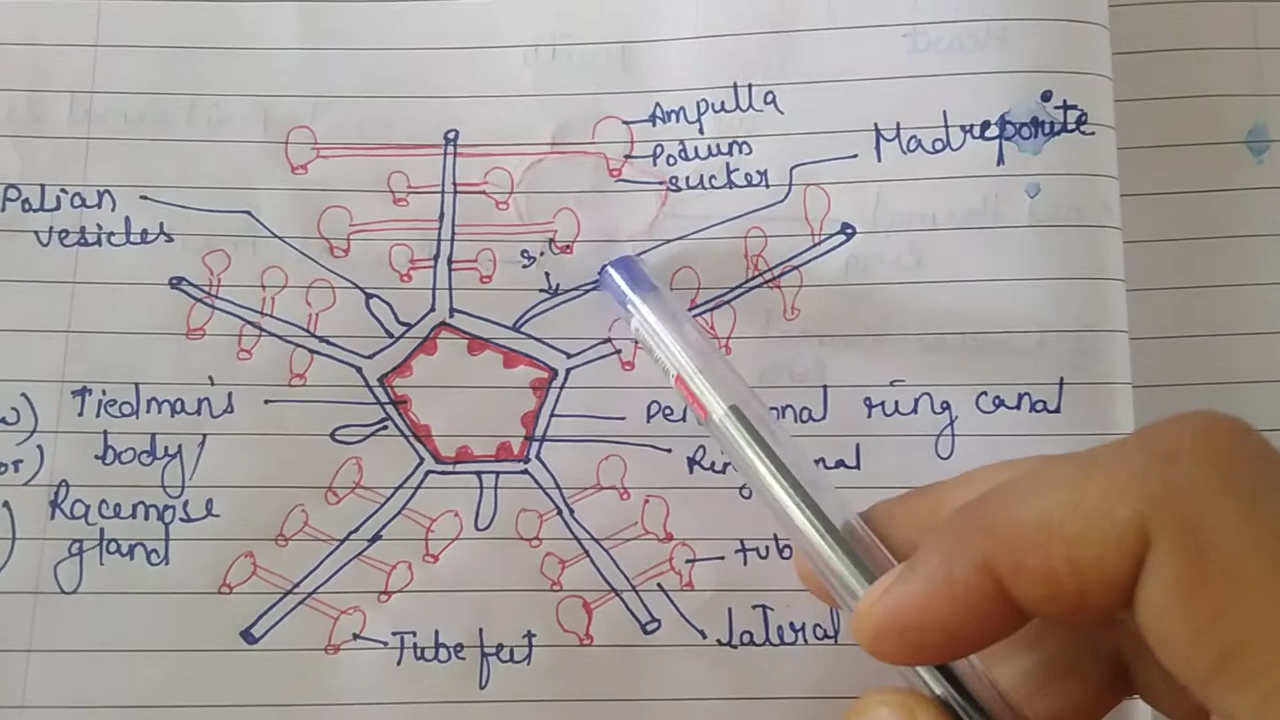 Ampulla
Podium
sucker
Madreporite
Polian
vesicles
s.c.
Tiedman's
body/
Racemose
gland
ring canal
Tube feet
lateral